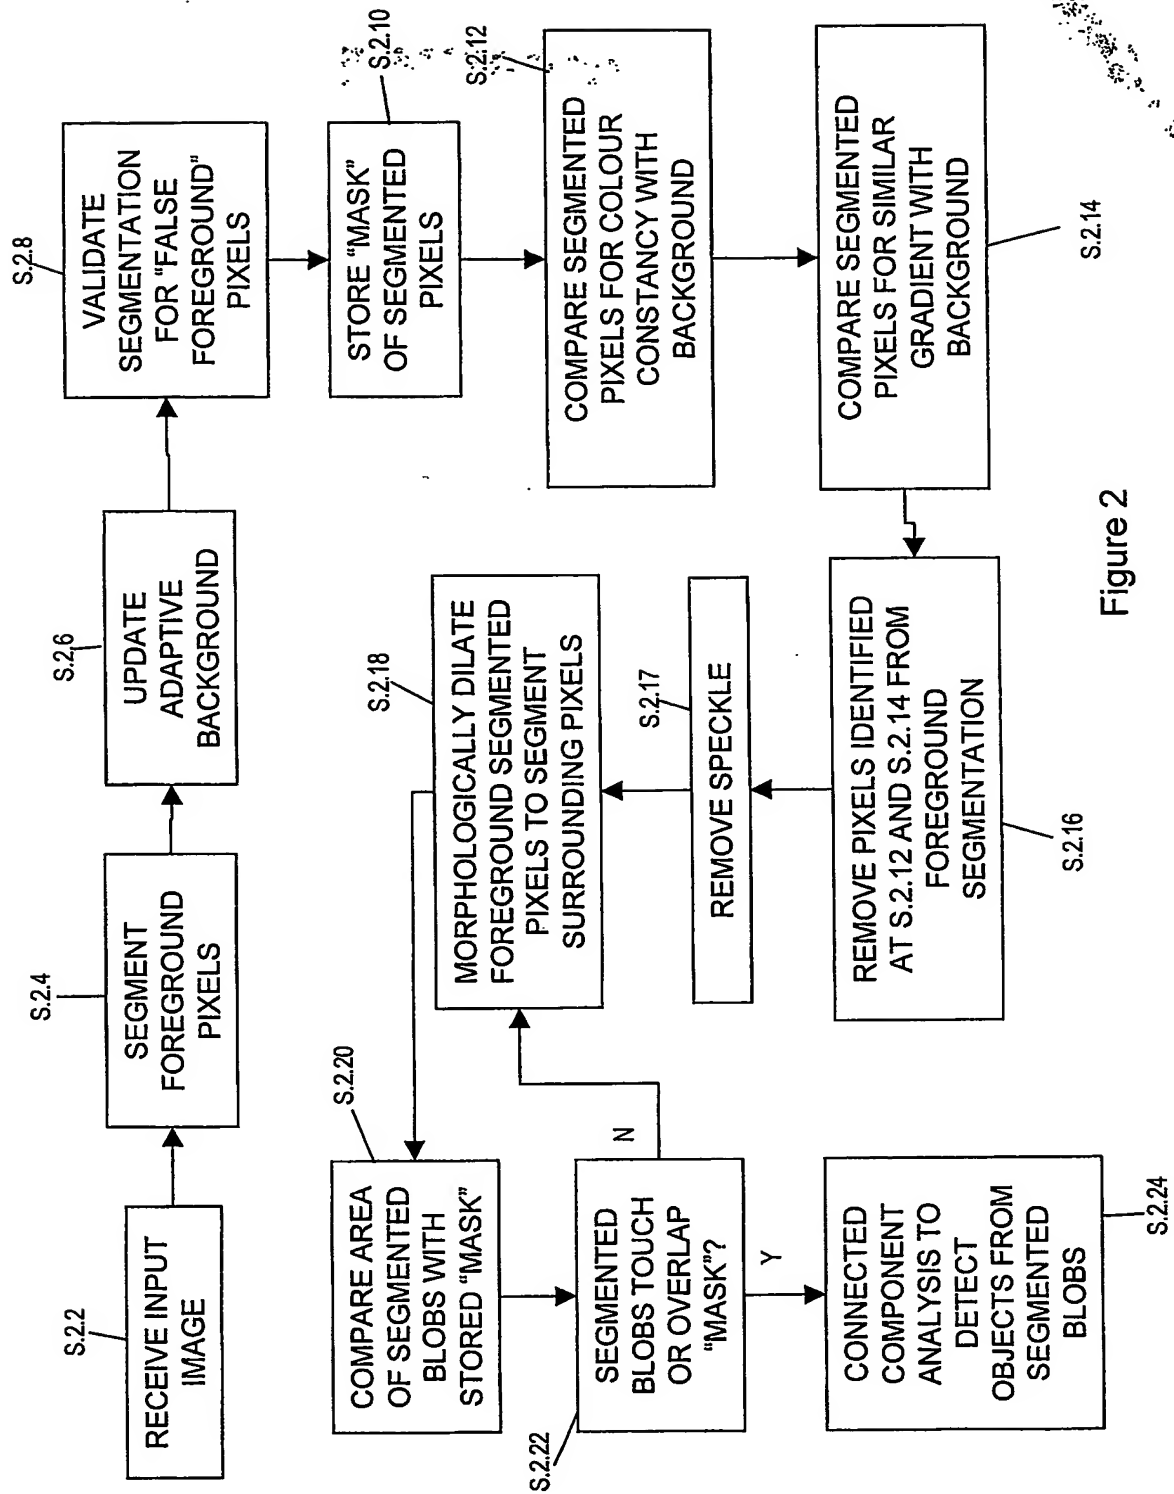 S.2.2
RECEIVE INPUT
IMAGE
S.2.4
SEGMENT
FOREGROUND
PIXELS
S.2.6
UPDATE
ADAPTIVE
BACKGROUND
S.2.8
VALIDATE
SEGMENTATION
FOR "FALSE
FOREGROUND"
PIXELS
S.2.10
STORE "MASK"
OF SEGMENTED
PIXELS
S.2.12
COMPARE SEGMENTED
PIXELS FOR COLOUR
CONSTANCY WITH
BACKGROUND
COMPARE SEGMENTED
PIXELS FOR SIMILAR
GRADIENT WITH
BACKGROUND
S.2.14
REMOVE PIXELS IDENTIFIED
AT S.2.12 AND S.2.14 FROM
FOREGROUND
SEGMENTATION
S.2.16
S.2.17
REMOVE SPECKLE
S.2.18
MORPHOLOGICALLY DILATE
FOREGROUND SEGMENTED
PIXELS TO SEGMENT
SURROUNDING PIXELS
S.2.20
COMPARE AREA
OF SEGMENTED
BLOBS WITH
STORED "MASK"
S.2.22
SEGMENTED
BLOBS TOUCH
OR OVERLAP
"MASK"?
N
Y
CONNECTED
COMPONENT
ANALYSIS TO
DETECT
OBJECTS FROM
SEGMENTED
BLOBS
S.2.24
Figure 2